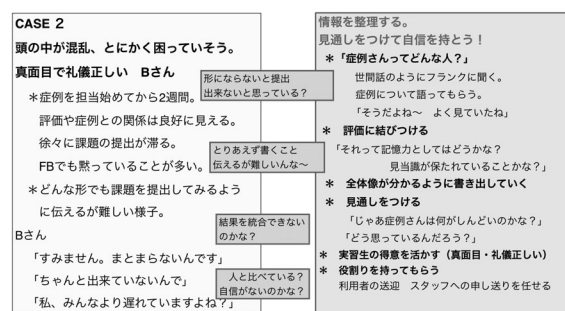 CASE 2
頭の中が混乱、とにかく困っていそう。
真面目で礼儀正しい Bさん
＊症例を担当始めてから2週間。
評価や症例との関係は良好に見える。
徐々に課題の提出が滞る。
FBでも黙っていることが多い。
＊どんな形でも課題を提出してみるよう
に伝えるが難しい様子。
Bさん
「すみません。まとまらないんです」
「ちゃんと出来ていないんで」
「私、みんなより遅れていますよね？」
形にならないと提出
出来ないと思っている？
とりあえず書くこと
伝えるが難しいんな〜
結果を統合できない
のかな？
人と比べている？
自信がないのかな？
情報を整理する。
見通しをつけて自信を持とう！
＊「症例さんってどんな人？」
世間話のようにフランクに聞く。
症例について語ってもらう。
「そうだよね〜 よく見ていたね」
＊ 評価に結びつける
「それって記憶力としてはどうかな？
見当識が保たれていることかな？」
＊ 全体像が分かるように書き出していく
＊ 見通しをつける
「じゃあ症例さんは何がしんどいのかな？」
「どう思っているんだろう？」
＊ 実習生の得意を活かす（真面目・礼儀正しい）
＊ 役割りを持ってもらう
利用者の送迎 スタッフへの申し送りを任せる